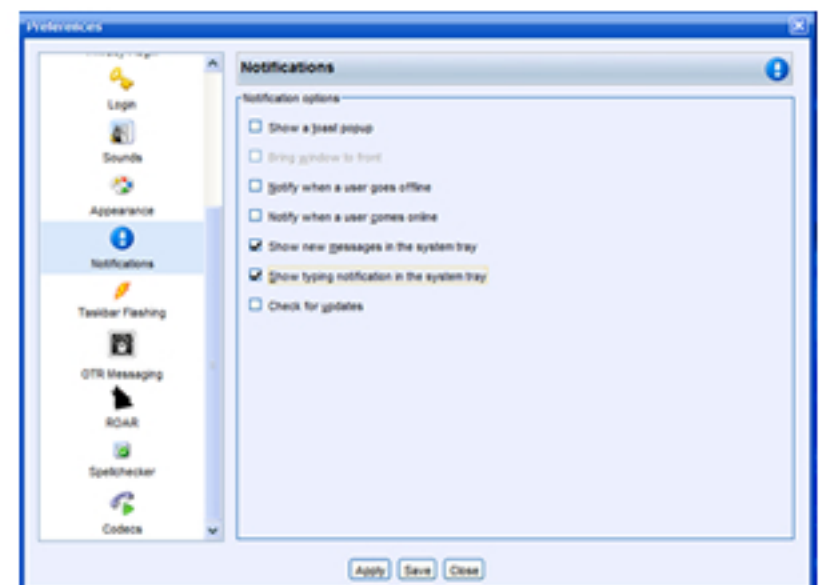 Preferences
Login
Sounds
Appearance
Notifications
Taskbar Flashing
OTR Messaging
ROAR
Spellchecker
Codecs
Notifications
Notification options
Show a toast popup
Bring window to front
Notify when a user goes offline
Notify when a user comes online
Show new messages in the system tray
Show typing notification in the system tray
Check for updates
Apply Save Close